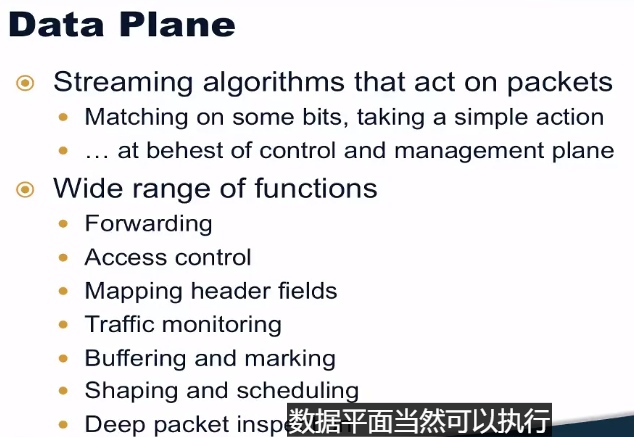 Data Plane
Streaming algorithms that act on packets
Matching on some bits, taking a simple action
… at behest of control and management plane
Wide range of functions
Forwarding
Access control
Mapping header fields
Traffic monitoring
Buffering and marking
Shaping and scheduling
Deep packet
数据平面当然可以执行